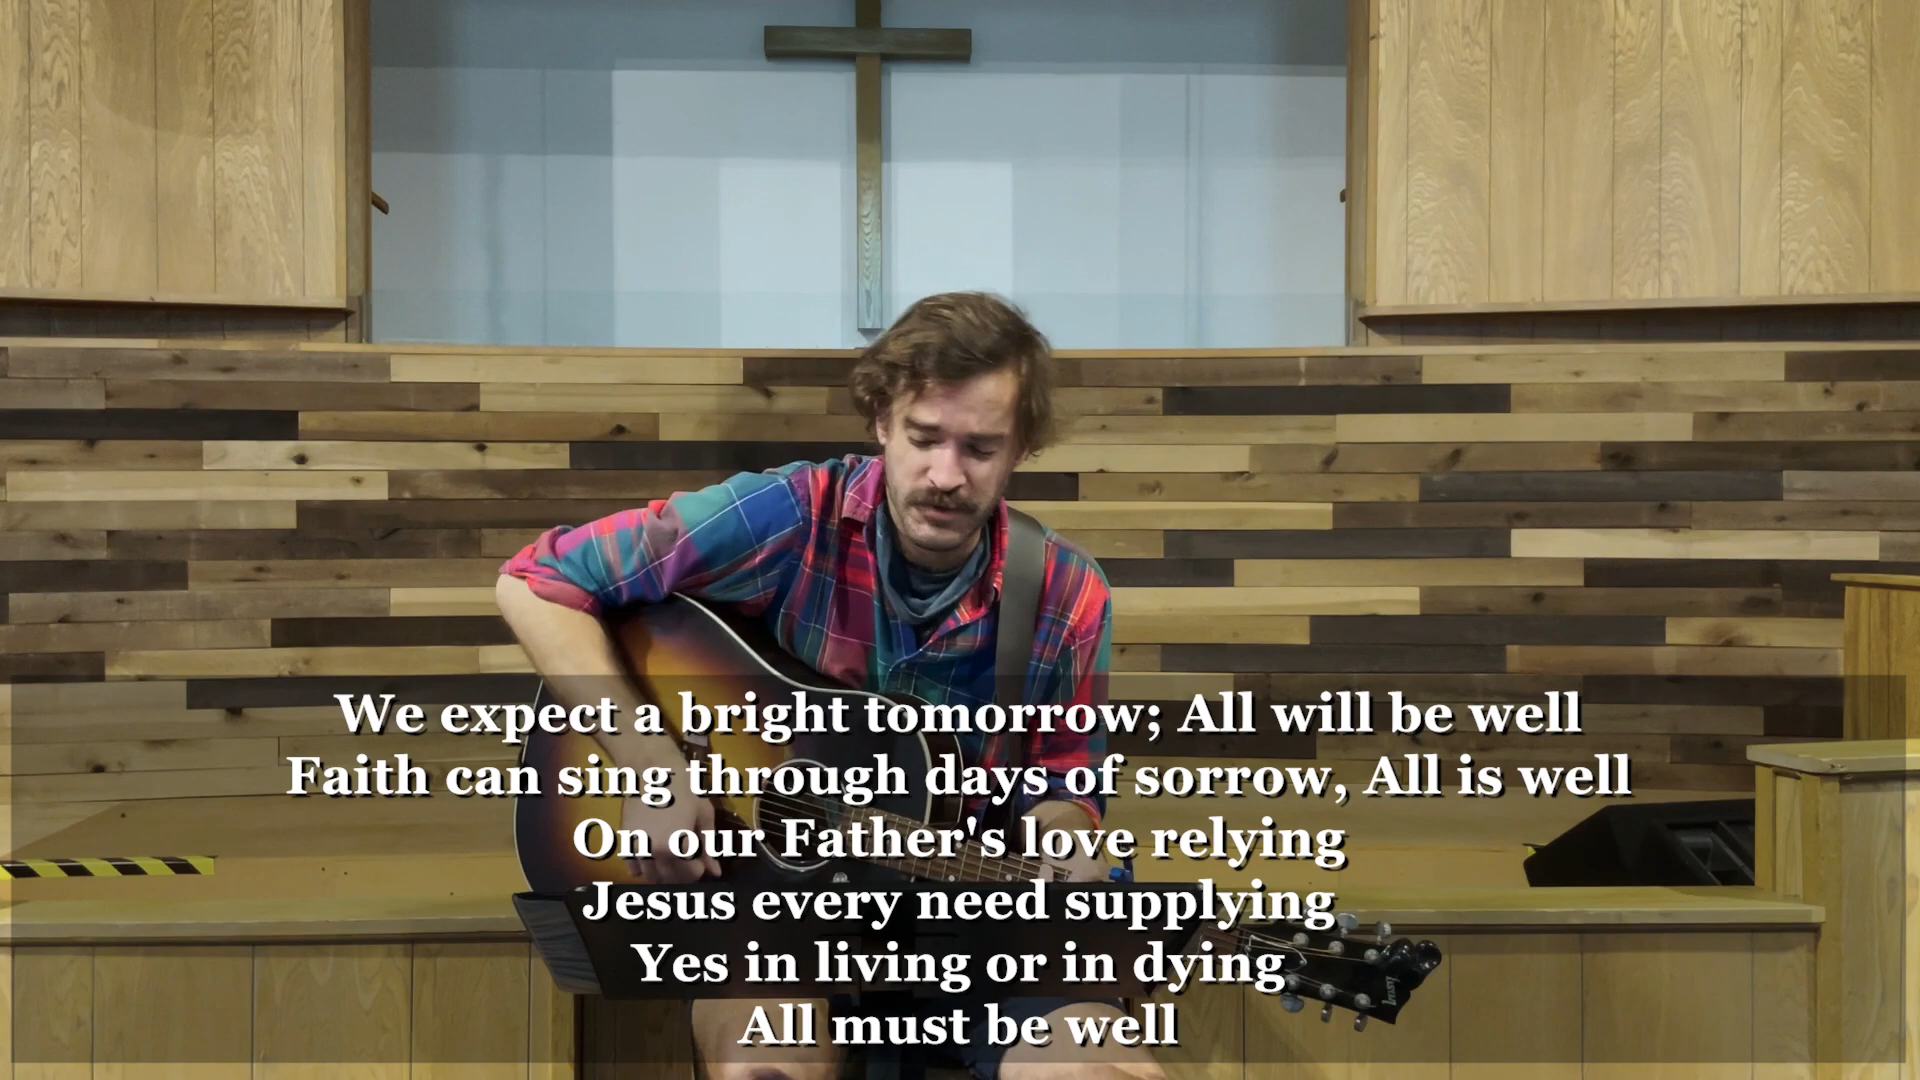 We expect a bright tomorrow; All will be well
Faith can sing through days of sorrow, All is well
On our Father's love relying
Jesus every need supplying
Yes in living or in dying
All must be well